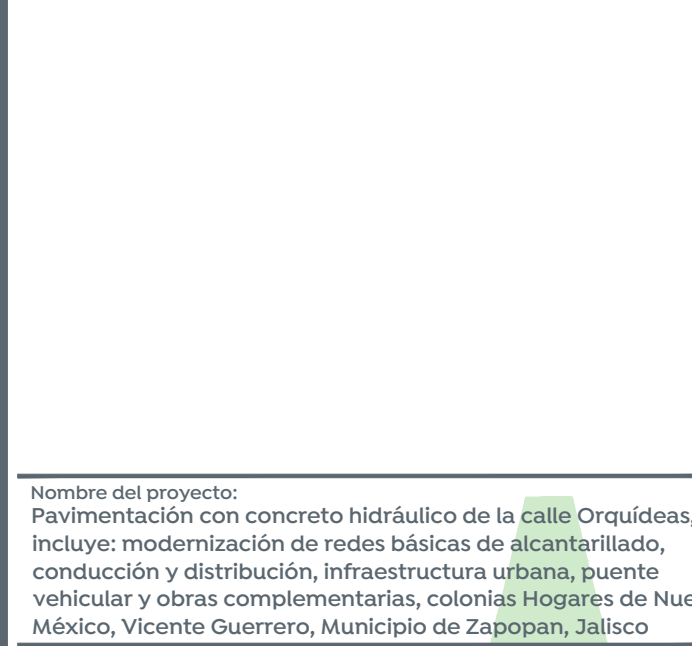 Nombre del proyecto:
Pavimentación con concreto hidráulico de la calle Orquídeas,
incluye: modernización de redes básicas de alcantarillado,
conducción y distribución, infraestructura urbana, puente
vehicular y obras complementarias, colonias Hogares de Nue
México, Vicente Guerrero, Municipio de Zapopan, Jalisco